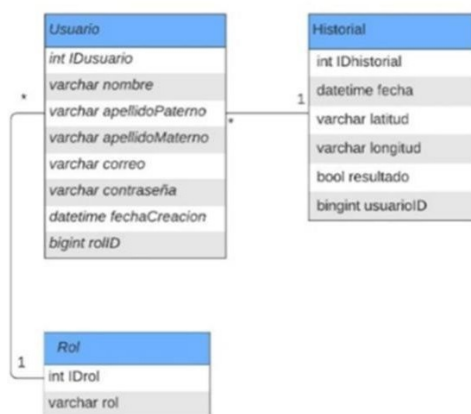 Usuario
int IDusuario
varchar nombre
varchar apellidoPaterno
varchar apellidoMaterno
varchar correo
varchar contraseña
datetime fechaCreacion
bigint rolID
*
*
1
Historial
int IDhistorial
datetime fecha
varchar latitud
varchar longitud
bool resultado
bingint usuarioID
1
Rol
int IDrol
varchar rol